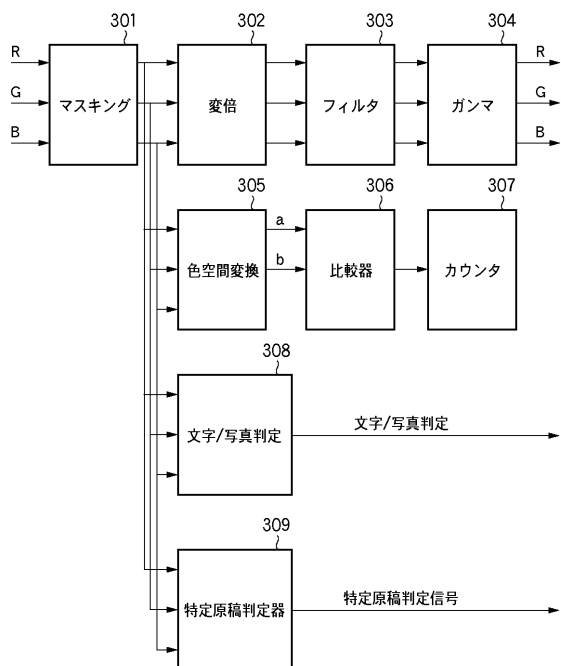 301 302 303 304
R マスキング 変倍 フィルタ ガンマ R
G G
B B
305 306 307
色空間変換 a 比較器 カウンタ
b
308
文字/写真判定 文字/写真判定
309
特定原稿判定器 特定原稿判定信号